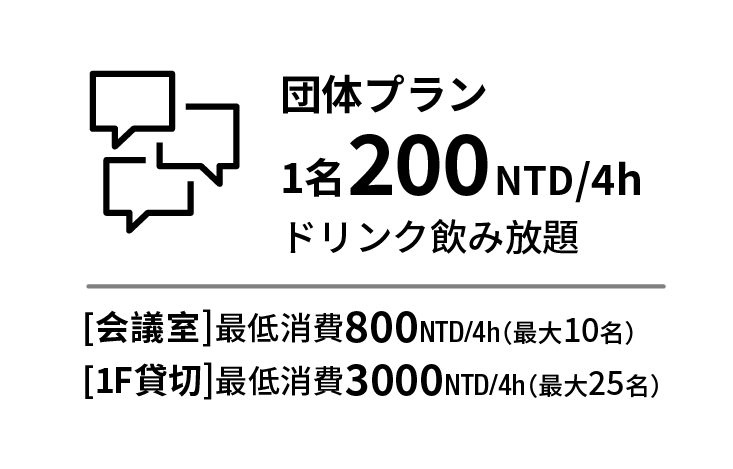 団体プラン
1名200NTD/4h
ドリンク飲み放題
[会議室]最低消費800NTD/4h(最大10名)
[1F貸切]最低消費3000NTD/4h(最大25名)